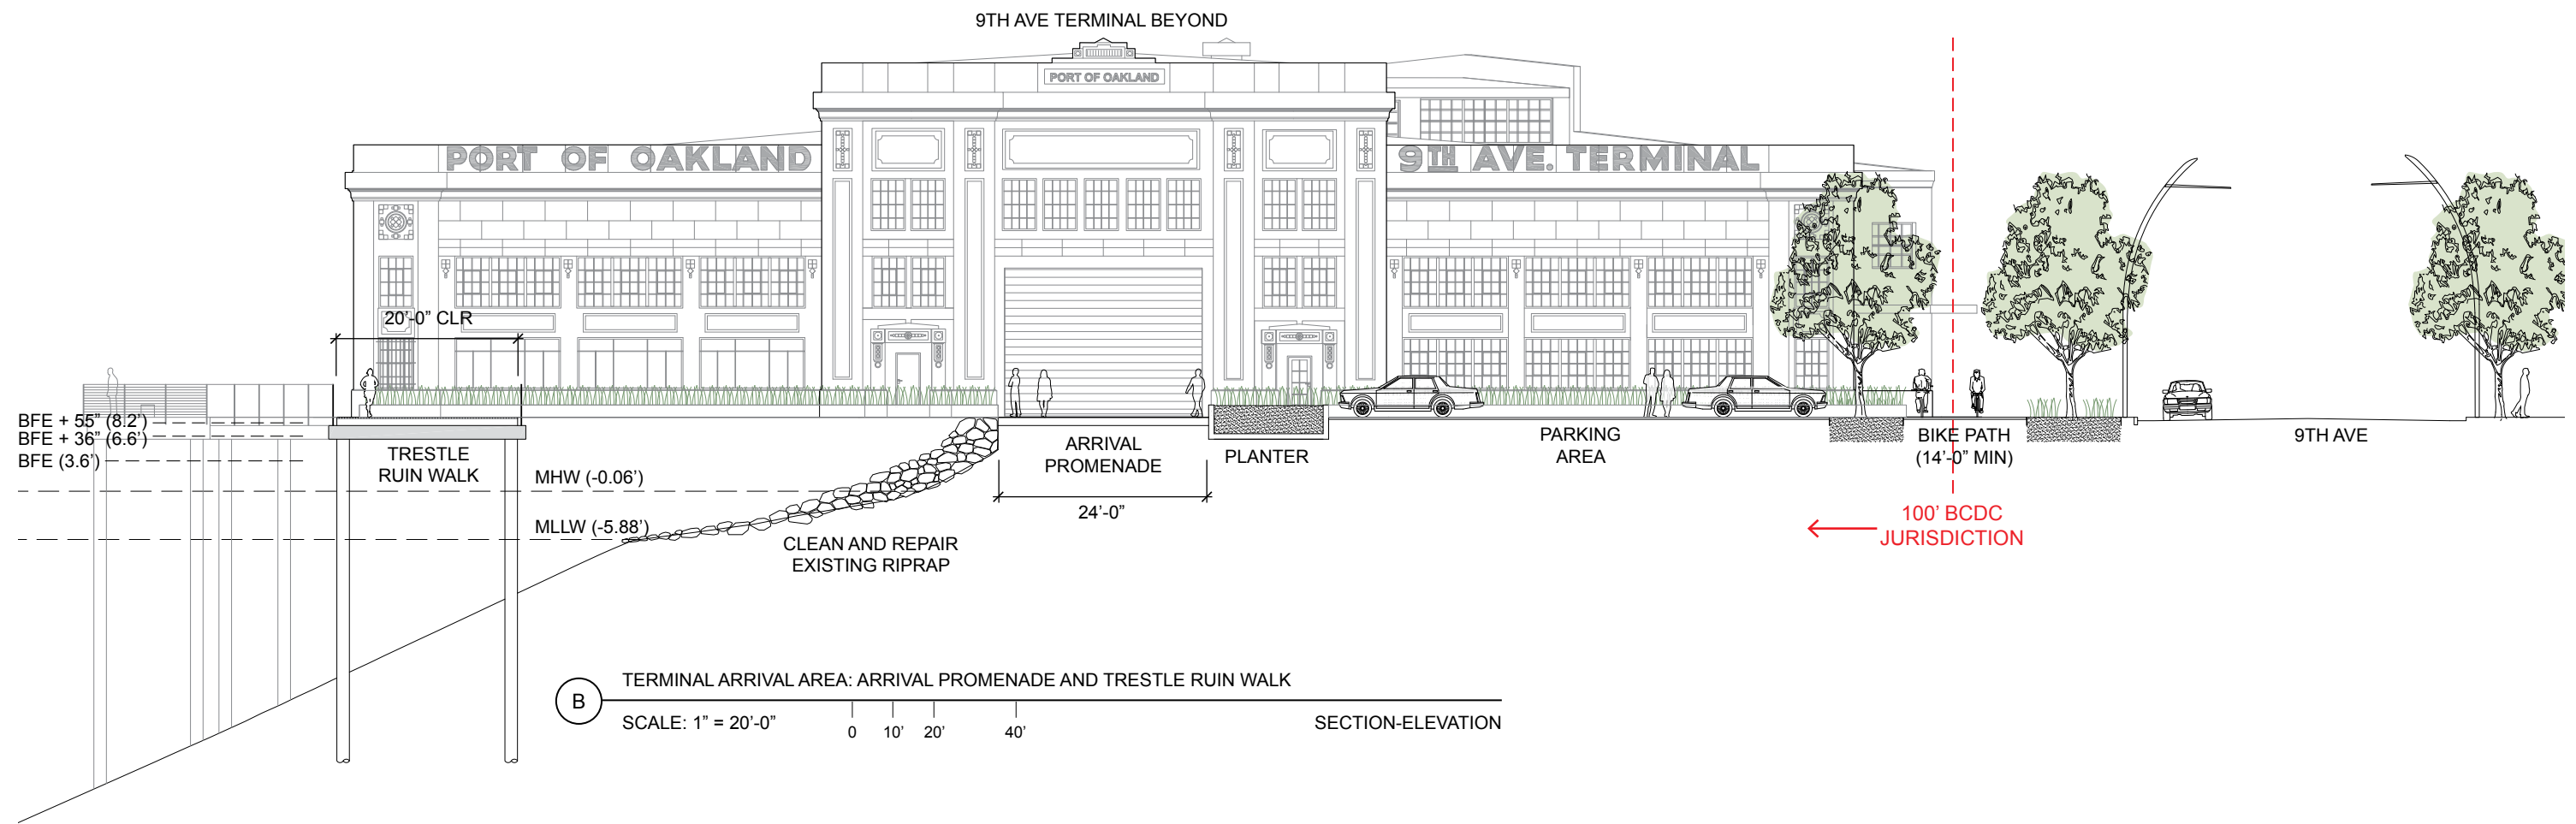 9TH AVE TERMINAL BEYOND
PORT OF OAKLAND
PORT OF OAKLAND
9TH AVE. TERMINAL
20'-0" CLR
BFE + 55" (8.2')
BFE + 36" (6.6')
BFE (3.6')
TRESTLE
RUIN WALK
MHW (-0.06')
MLLW (-5.88')
CLEAN AND REPAIR
EXISTING RIPRAP
ARRIVAL
PROMENADE
24'-0"
PLANTER
PARKING
AREA
BIKE PATH
(14'-0" MIN)
9TH AVE
100' BCDC
JURISDICTION
B
TERMINAL ARRIVAL AREA: ARRIVAL PROMENADE AND TRESTLE RUIN WALK
SCALE: 1" = 20'-0"
0 10' 20' 40'
SECTION-ELEVATION